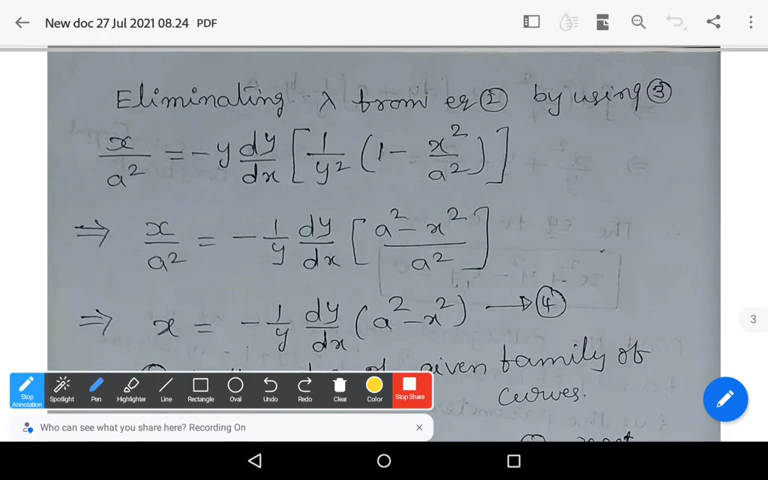 New doc 27 Jul 2021 08.24 PDF
Eliminating λ from eq ② by using ③
x/a² = -y dy/dx [1/y² (1 - x²/a²)]
⇒ x/a² = -1/y dy/dx [(a² - x²)/a²]
⇒ x = -1/y dy/dx (a² - x²) → ④
3
given family of
curves.
Stop Annotation Spotlight Pen Highlighter Line Rectangle Oval Undo Redo Clear Color Stop Share
Who can see what you share here? Recording On